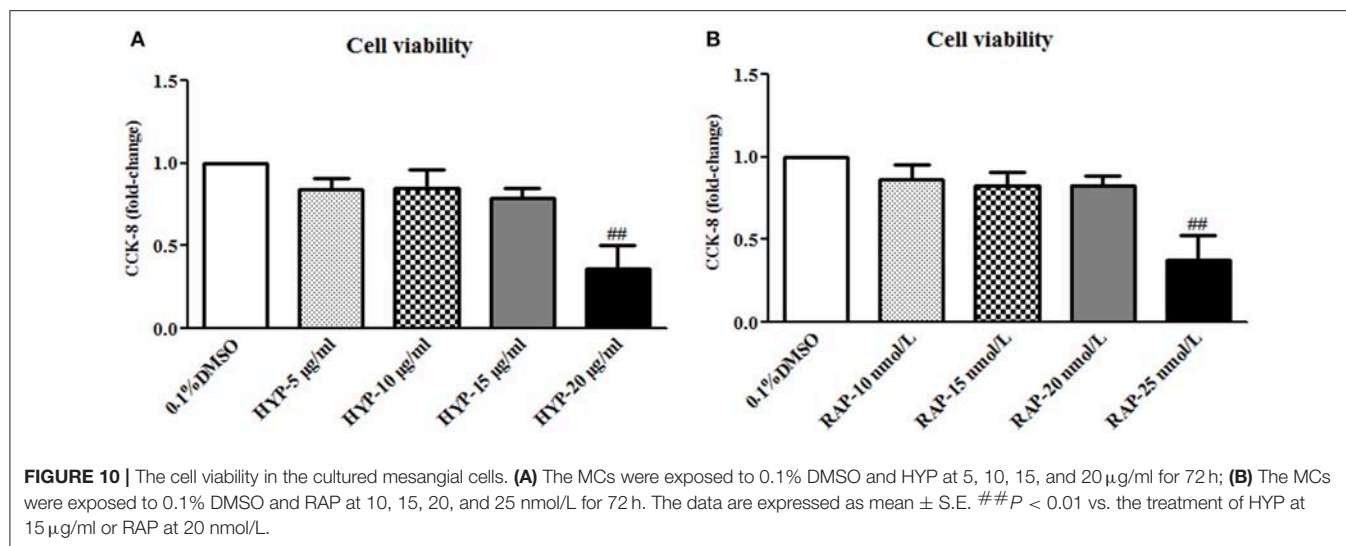 A
Cell viability
CCK-8 (fold-change)
1.5
1.0
0.5
0.0
##
0.1%DMSO
HYP-5 µg/ml
HYP-10 µg/ml
HYP-15 µg/ml
HYP-20 µg/ml
B
Cell viability
CCK-8 (fold-change)
1.5
1.0
0.5
0.0
##
0.1%DMSO
RAP-10 nmol/L
RAP-15 nmol/L
RAP-20 nmol/L
RAP-25 nmol/L
FIGURE 10 | The cell viability in the cultured mesangial cells. (A) The MCs were exposed to 0.1% DMSO and HYP at 5, 10, 15, and 20 µg/ml for 72 h; (B) The MCs
were exposed to 0.1% DMSO and RAP at 10, 15, 20, and 25 nmol/L for 72 h. The data are expressed as mean ± S.E. ##P < 0.01 vs. the treatment of HYP at
15 µg/ml or RAP at 20 nmol/L.